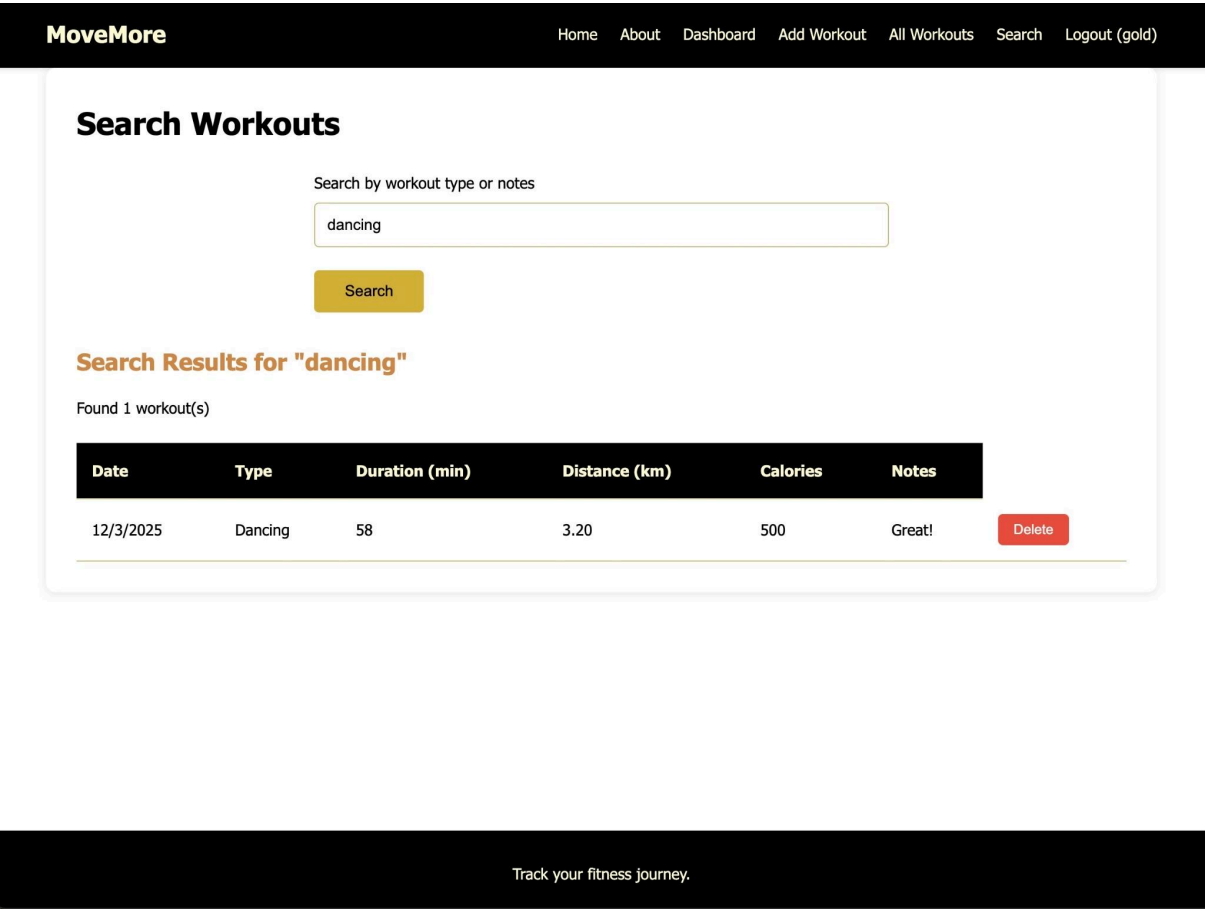 MoveMore Home About Dashboard Add Workout All Workouts Search Logout (gold)
Search Workouts
Search by workout type or notes
dancing
Search
Search Results for "dancing"
Found 1 workout(s)
Date Type Duration (min) Distance (km) Calories Notes
12/3/2025 Dancing 58 3.20 500 Great! Delete
Track your fitness journey.